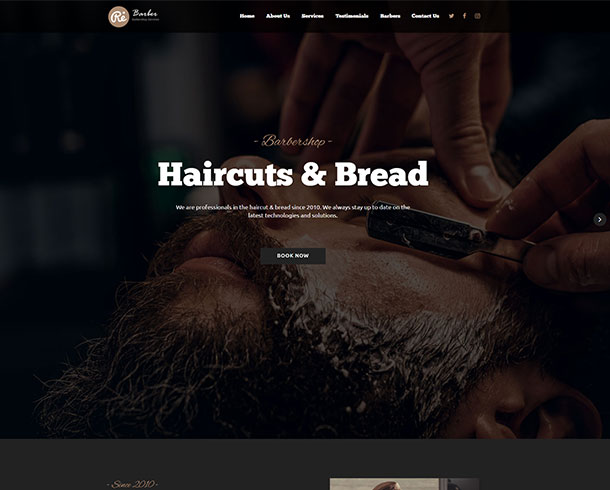 Re Barber
Home About Us Services Testimonials Barbers Contact Us
- Barbershop -
Haircuts & Bread
We are professionals in the haircut & bread since 2010. We always stay up to date on the
latest technologies and solutions.
BOOK NOW
- Since 2010 -